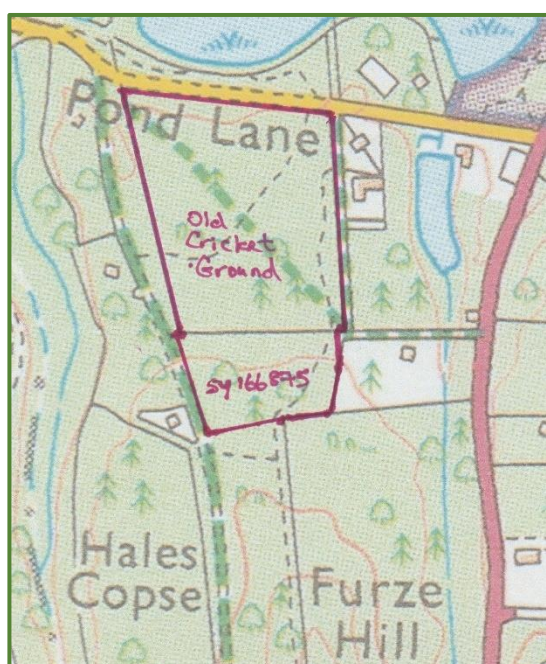 Pond Lane
Old
Cricket
Ground
SY166875
Hales
Copse
Furze
Hill